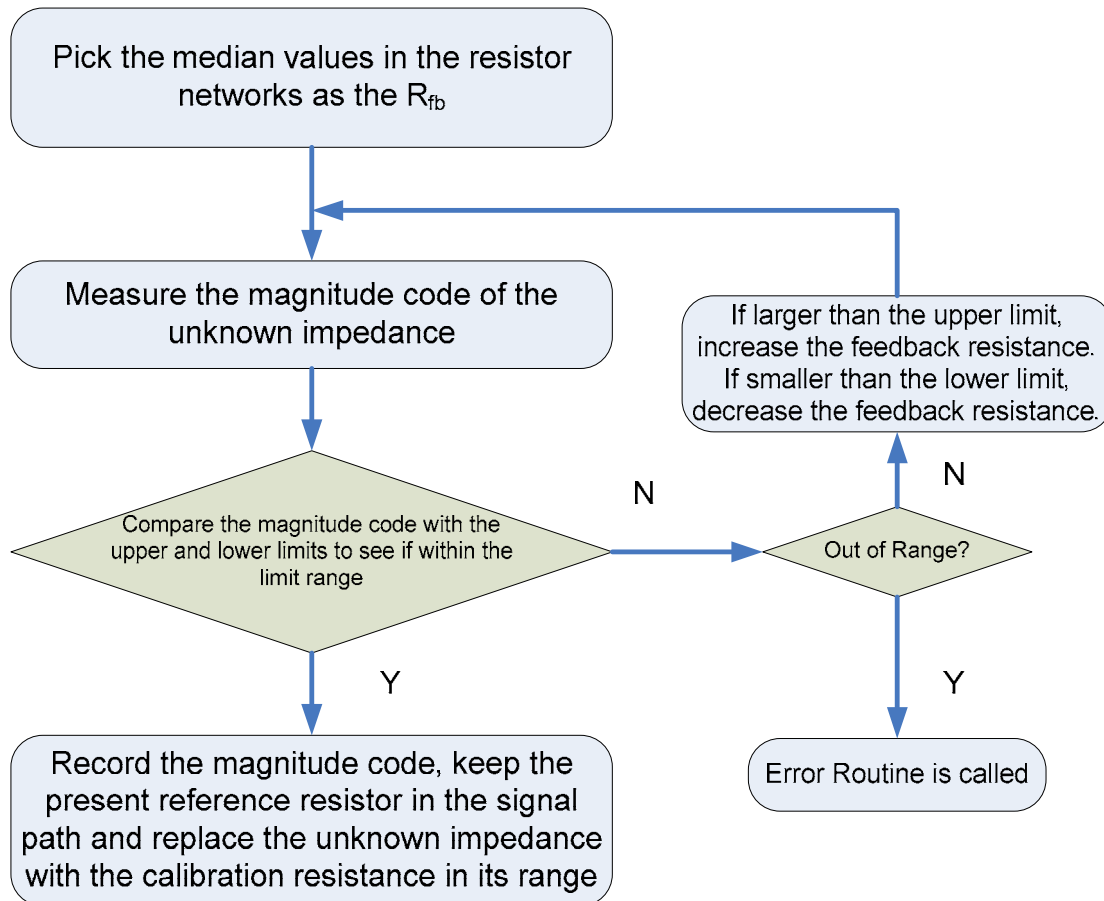 Pick the median values in the resistor
networks as the Rfb
Measure the magnitude code of the
unknown impedance
If larger than the upper limit,
increase the feedback resistance.
If smaller than the lower limit,
decrease the feedback resistance.
N
N
Compare the magnitude code with the
upper and lower limits to see if within the
limit range
Out of Range?
Y
Y
Record the magnitude code, keep the
present reference resistor in the signal
path and replace the unknown impedance
with the calibration resistance in its range
Error Routine is called